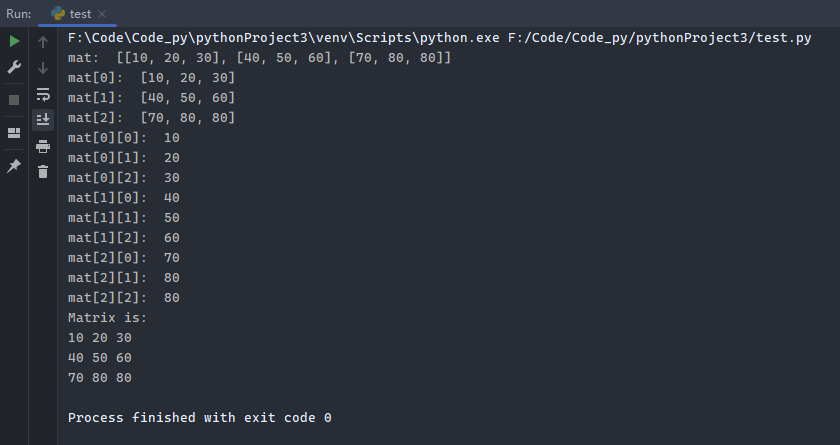 Run: test
F:\Code\Code_py\pythonProject3\venv\Scripts\python.exe F:/Code/Code_py/pythonProject3/test.py
mat:  [[10, 20, 30], [40, 50, 60], [70, 80, 80]]
mat[0]:  [10, 20, 30]
mat[1]:  [40, 50, 60]
mat[2]:  [70, 80, 80]
mat[0][0]:  10
mat[0][1]:  20
mat[0][2]:  30
mat[1][0]:  40
mat[1][1]:  50
mat[1][2]:  60
mat[2][0]:  70
mat[2][1]:  80
mat[2][2]:  80
Matrix is:
10 20 30
40 50 60
70 80 80
Process finished with exit code 0